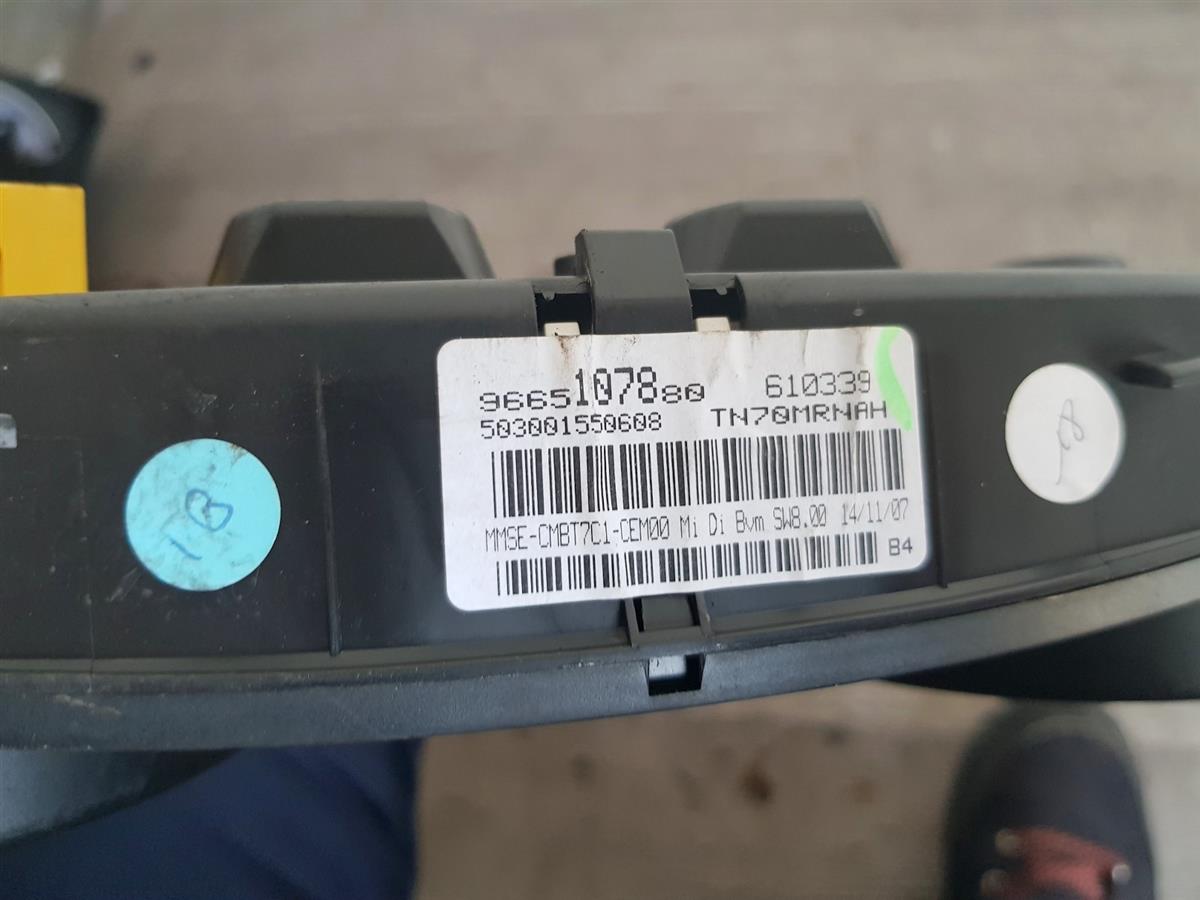 9665107880 610339
503001550608 TN70MRNAH
MMSE-CMBT7C1-CEM00 Mi Di Bvm SW8.00 14/11/07
B4